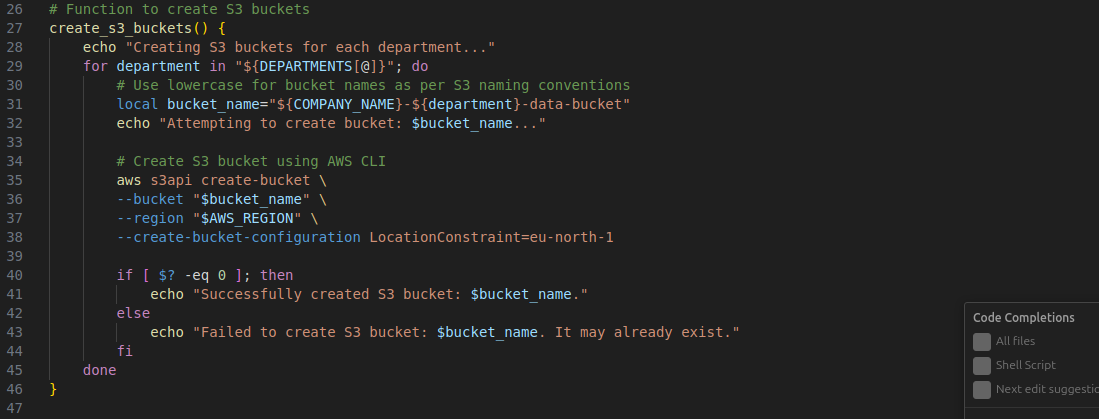 26 # Function to create S3 buckets
27 create_s3_buckets() {
28     echo "Creating S3 buckets for each department..."
29     for department in "${DEPARTMENTS[@]}"; do
30         # Use lowercase for bucket names as per S3 naming conventions
31         local bucket_name="${COMPANY_NAME}-${department}-data-bucket"
32         echo "Attempting to create bucket: $bucket_name..."
33
34         # Create S3 bucket using AWS CLI
35         aws s3api create-bucket \
36         --bucket "$bucket_name" \
37         --region "$AWS_REGION" \
38         --create-bucket-configuration LocationConstraint=eu-north-1
39
40         if [ $? -eq 0 ]; then
41             echo "Successfully created S3 bucket: $bucket_name."
42         else
43             echo "Failed to create S3 bucket: $bucket_name. It may already exist."
44         fi
45     done
46 }
47
Code Completions
All files
Shell Script
Next edit suggestic